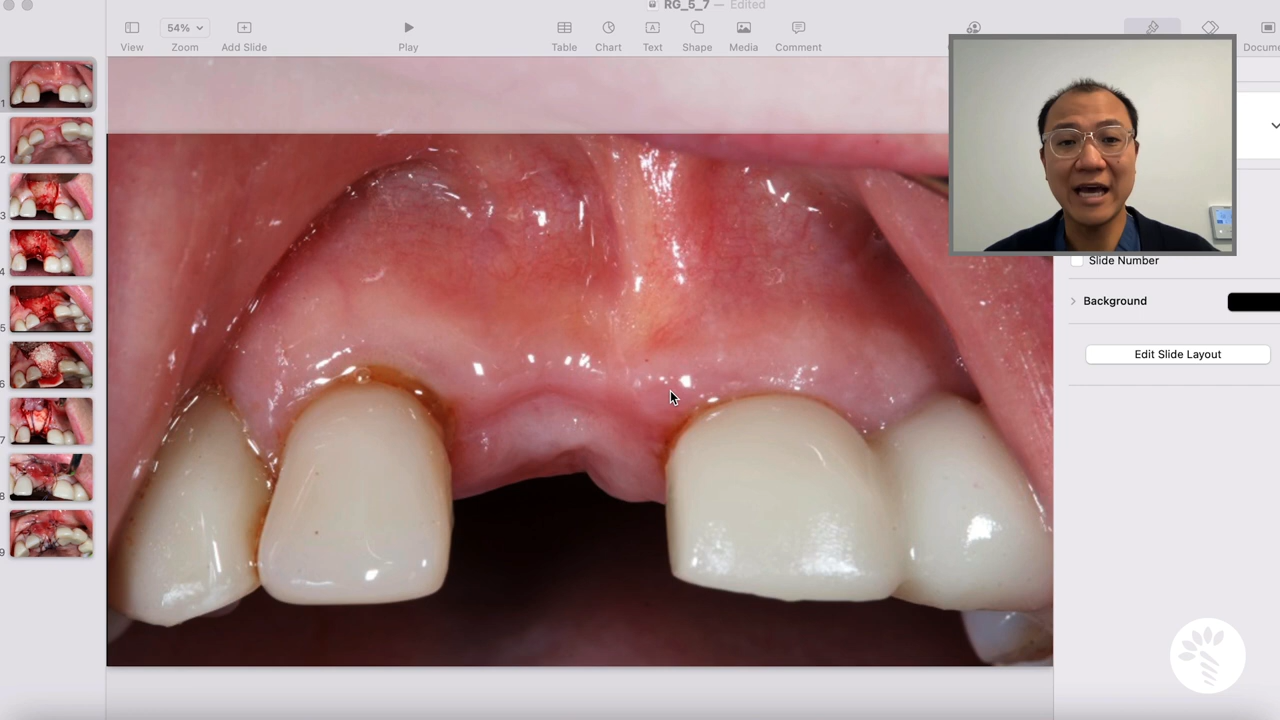 RG_5_7 — Edited
54%
View
Zoom
Add Slide
Play
Table
Chart
Text
Shape
Media
Comment
Docume
1
2
3
4
5
6
7
8
9
Slide Number
Background
Edit Slide Layout